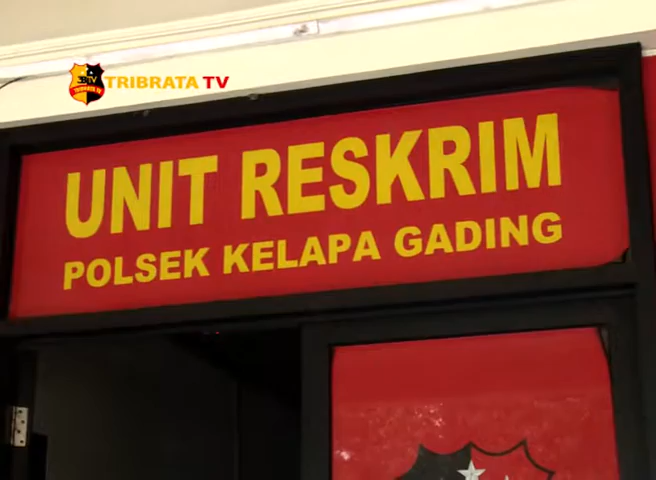 TRIBRATA TV
UNIT RESKRIM
POLSEK KELAPA GADING